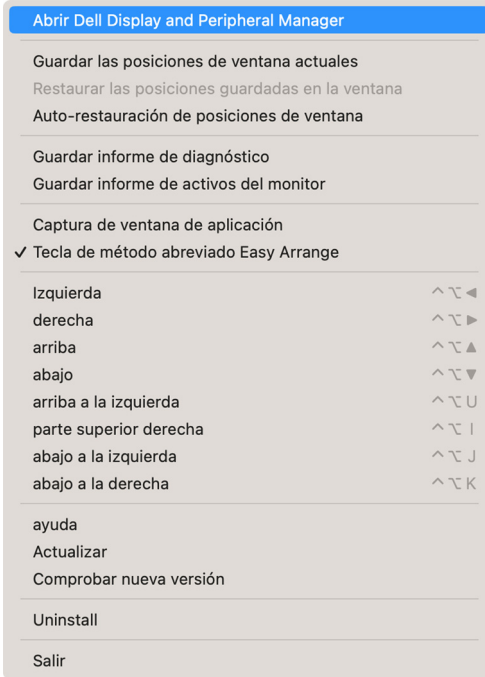 Abrir Dell Display and Peripheral Manager
Guardar las posiciones de ventana actuales
Restaurar las posiciones guardadas en la ventana
Auto-restauración de posiciones de ventana
Guardar informe de diagnóstico
Guardar informe de activos del monitor
Captura de ventana de aplicación
✓ Tecla de método abreviado Easy Arrange
Izquierda ⌃⌥◀
derecha ⌃⌥▶
arriba ⌃⌥▲
abajo ⌃⌥▼
arriba a la izquierda ⌃⌥U
parte superior derecha ⌃⌥I
abajo a la izquierda ⌃⌥J
abajo a la derecha ⌃⌥K
ayuda
Actualizar
Comprobar nueva versión
Uninstall
Salir